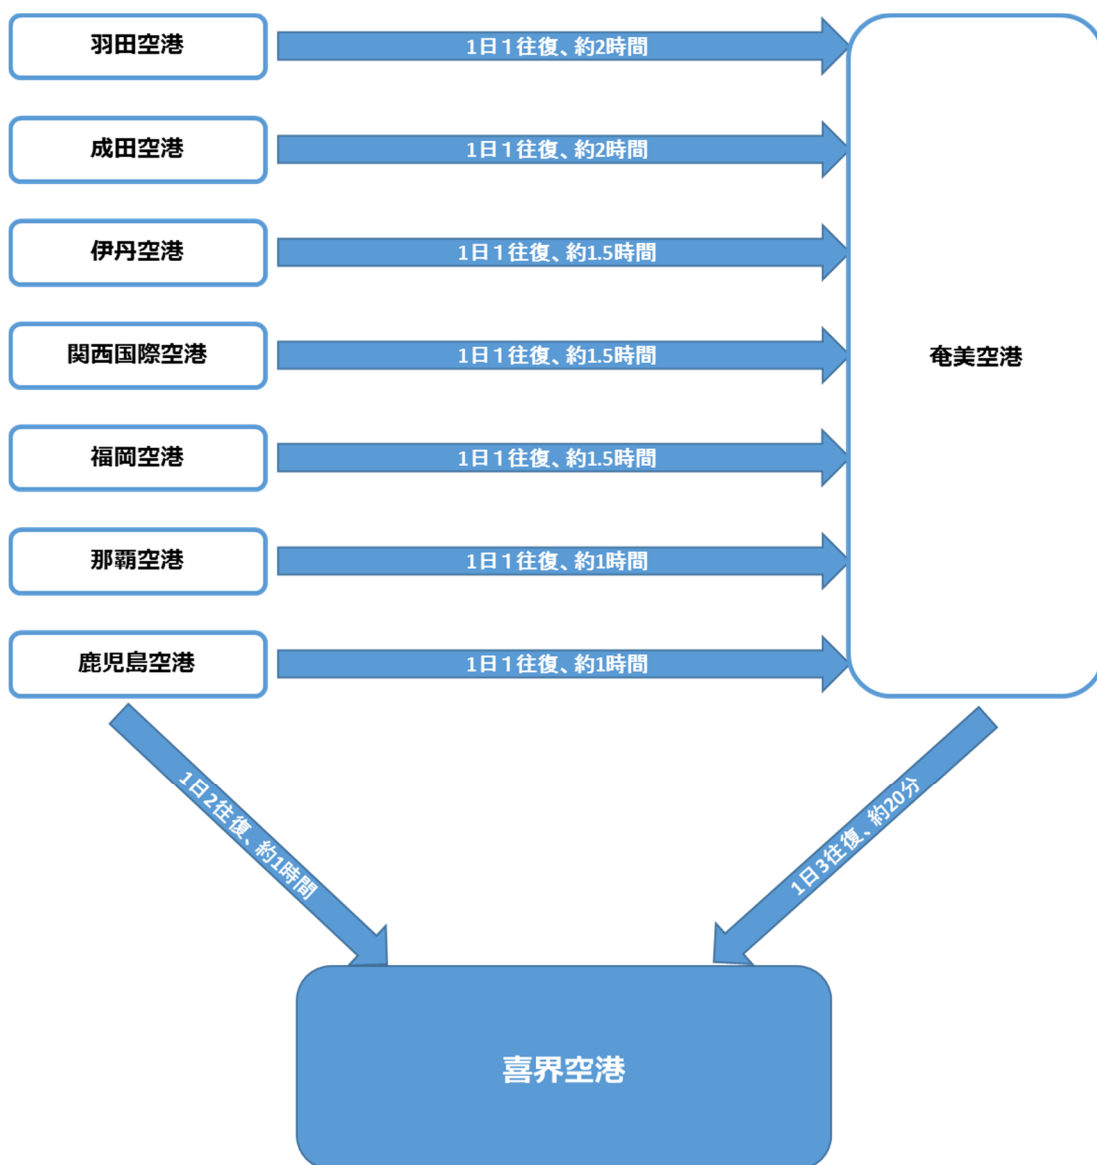 羽田空港
1日１往復、約2時間
成田空港
1日１往復、約2時間
伊丹空港
1日１往復、約1.5時間
関西国際空港
1日１往復、約1.5時間
奄美空港
福岡空港
1日１往復、約1.5時間
那覇空港
1日１往復、約1時間
鹿児島空港
1日１往復、約1時間
1日2往復、約1時間
1日3往復、約20分
喜界空港